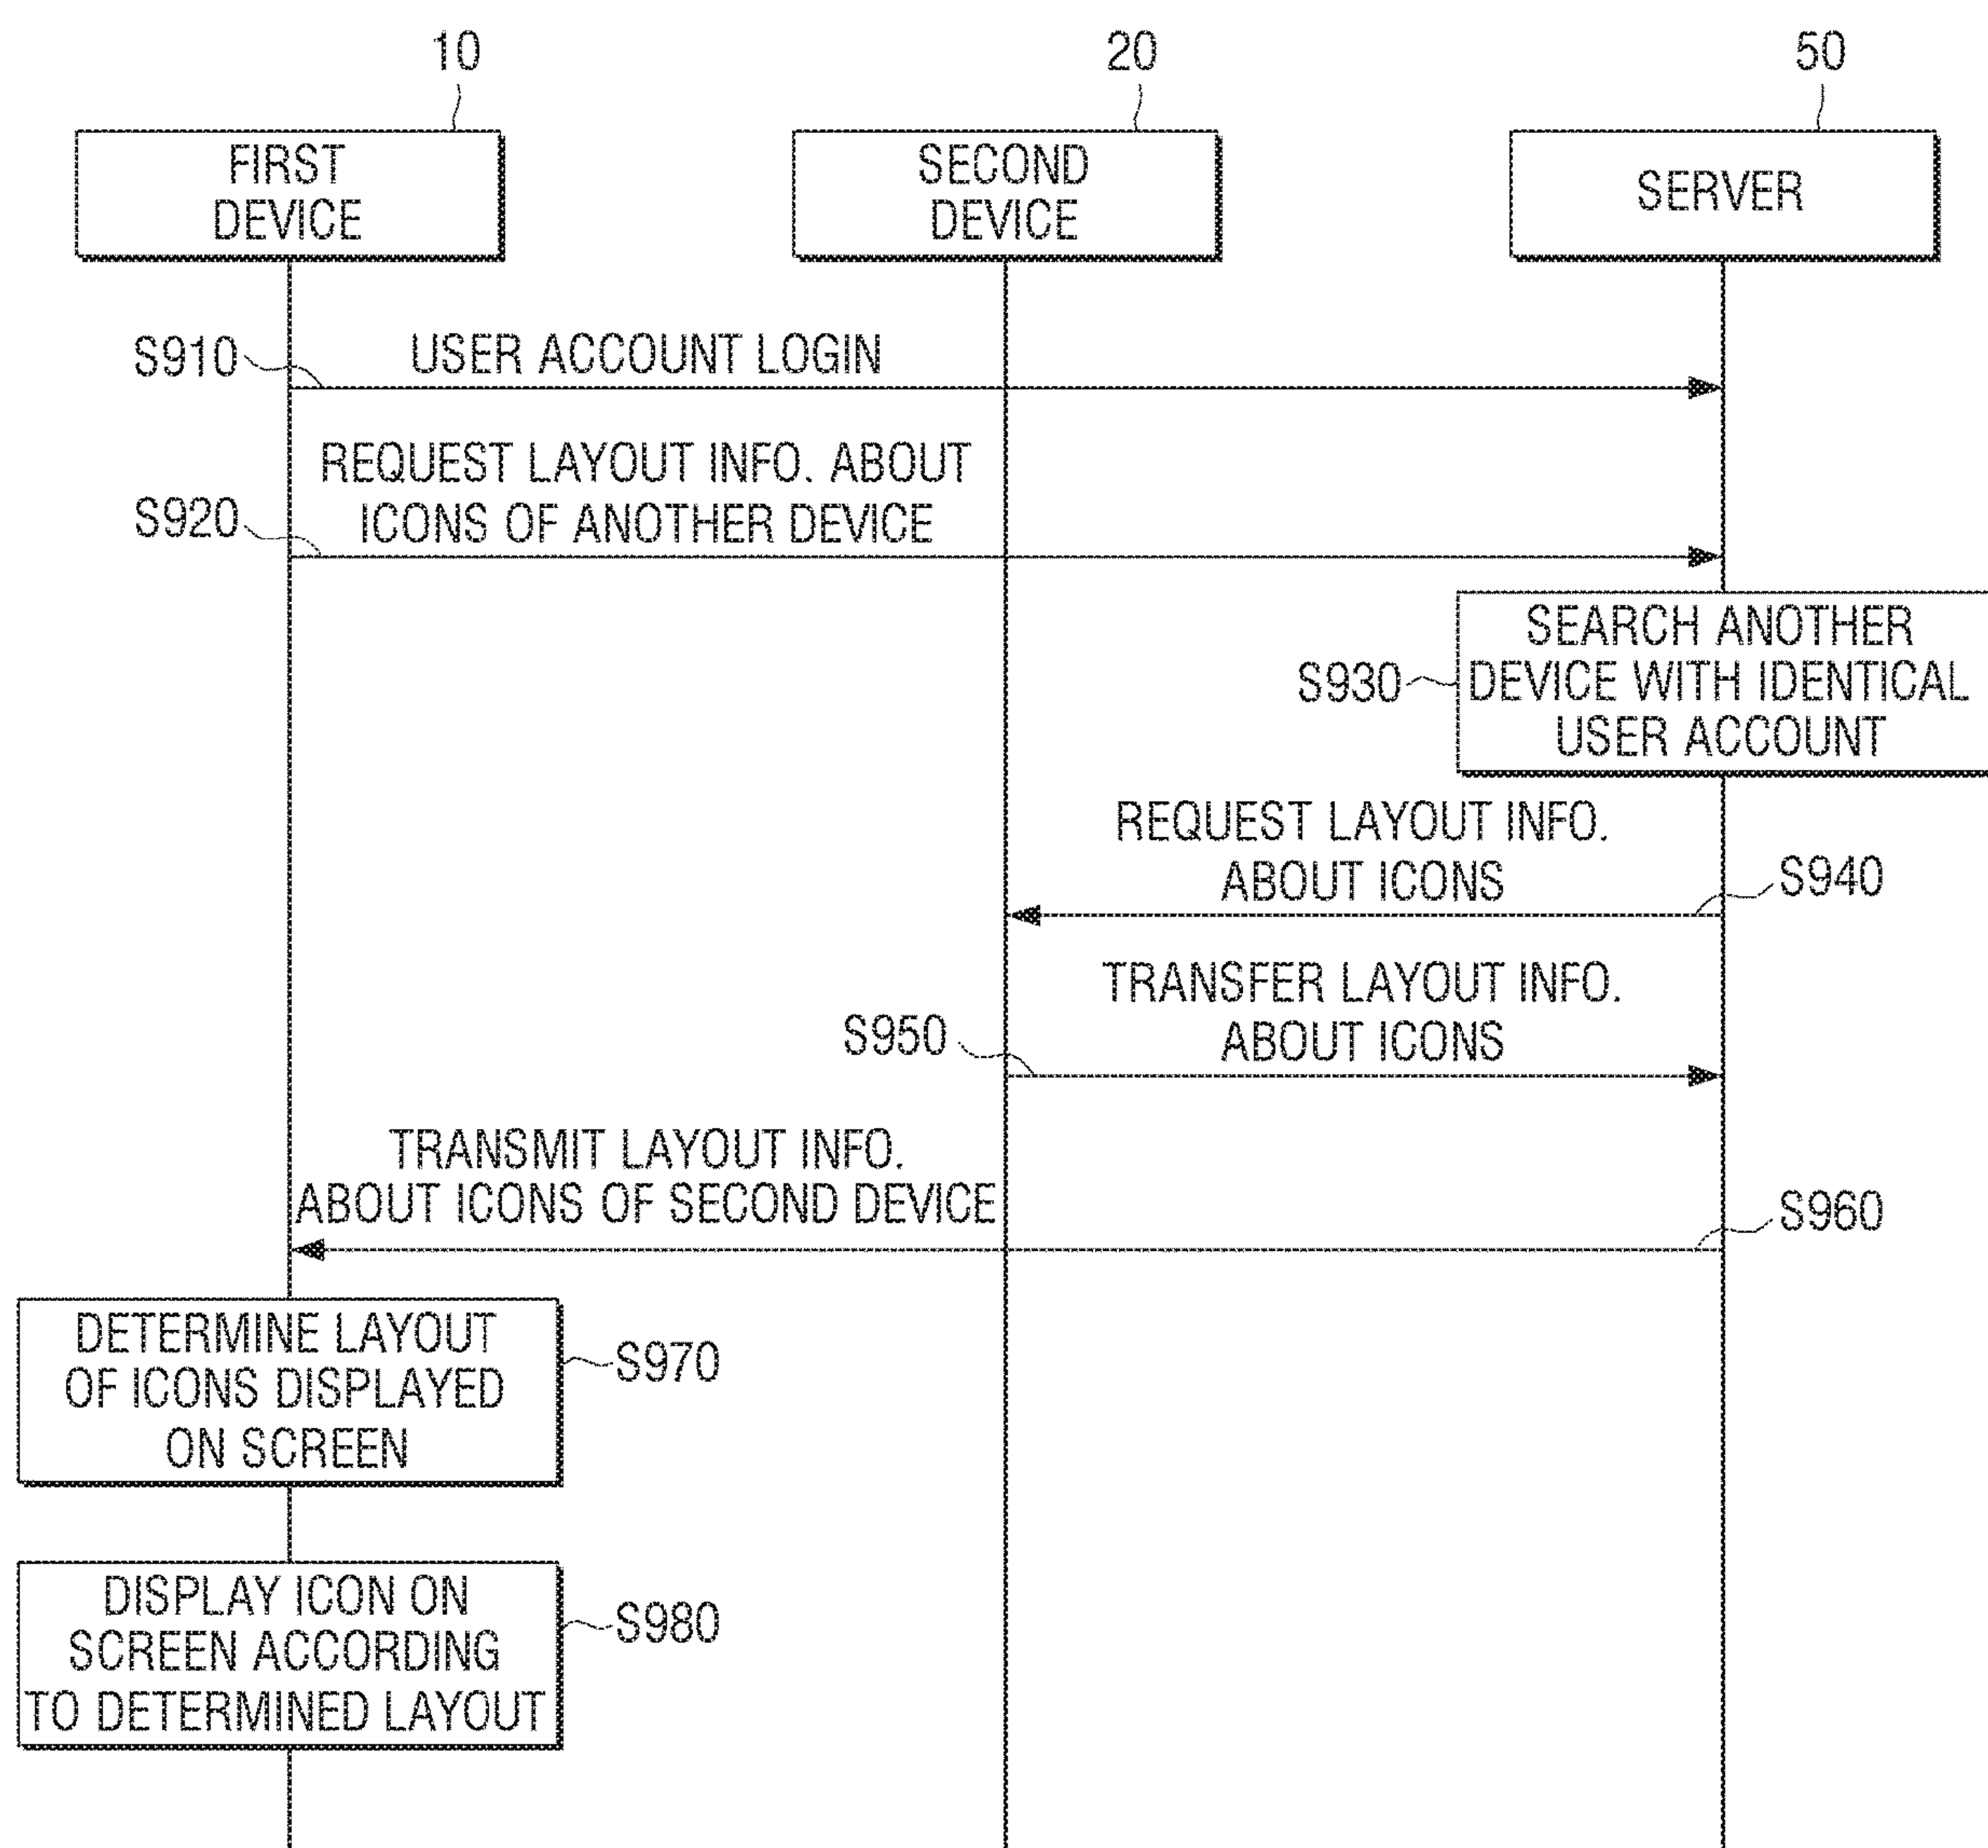 10
20
50
FIRST
DEVICE
SECOND
DEVICE
SERVER
S910
USER ACCOUNT LOGIN
REQUEST LAYOUT INFO. ABOUT
S920
ICONS OF ANOTHER DEVICE
SEARCH ANOTHER
S930
DEVICE WITH IDENTICAL
USER ACCOUNT
REQUEST LAYOUT INFO.
ABOUT ICONS
S940
TRANSFER LAYOUT INFO.
S950
ABOUT ICONS
TRANSMIT LAYOUT INFO.
ABOUT ICONS OF SECOND DEVICE
S960
DETERMINE LAYOUT
OF ICONS DISPLAYED
ON SCREEN
S970
DISPLAY ICON ON
SCREEN ACCORDING
TO DETERMINED LAYOUT
S980